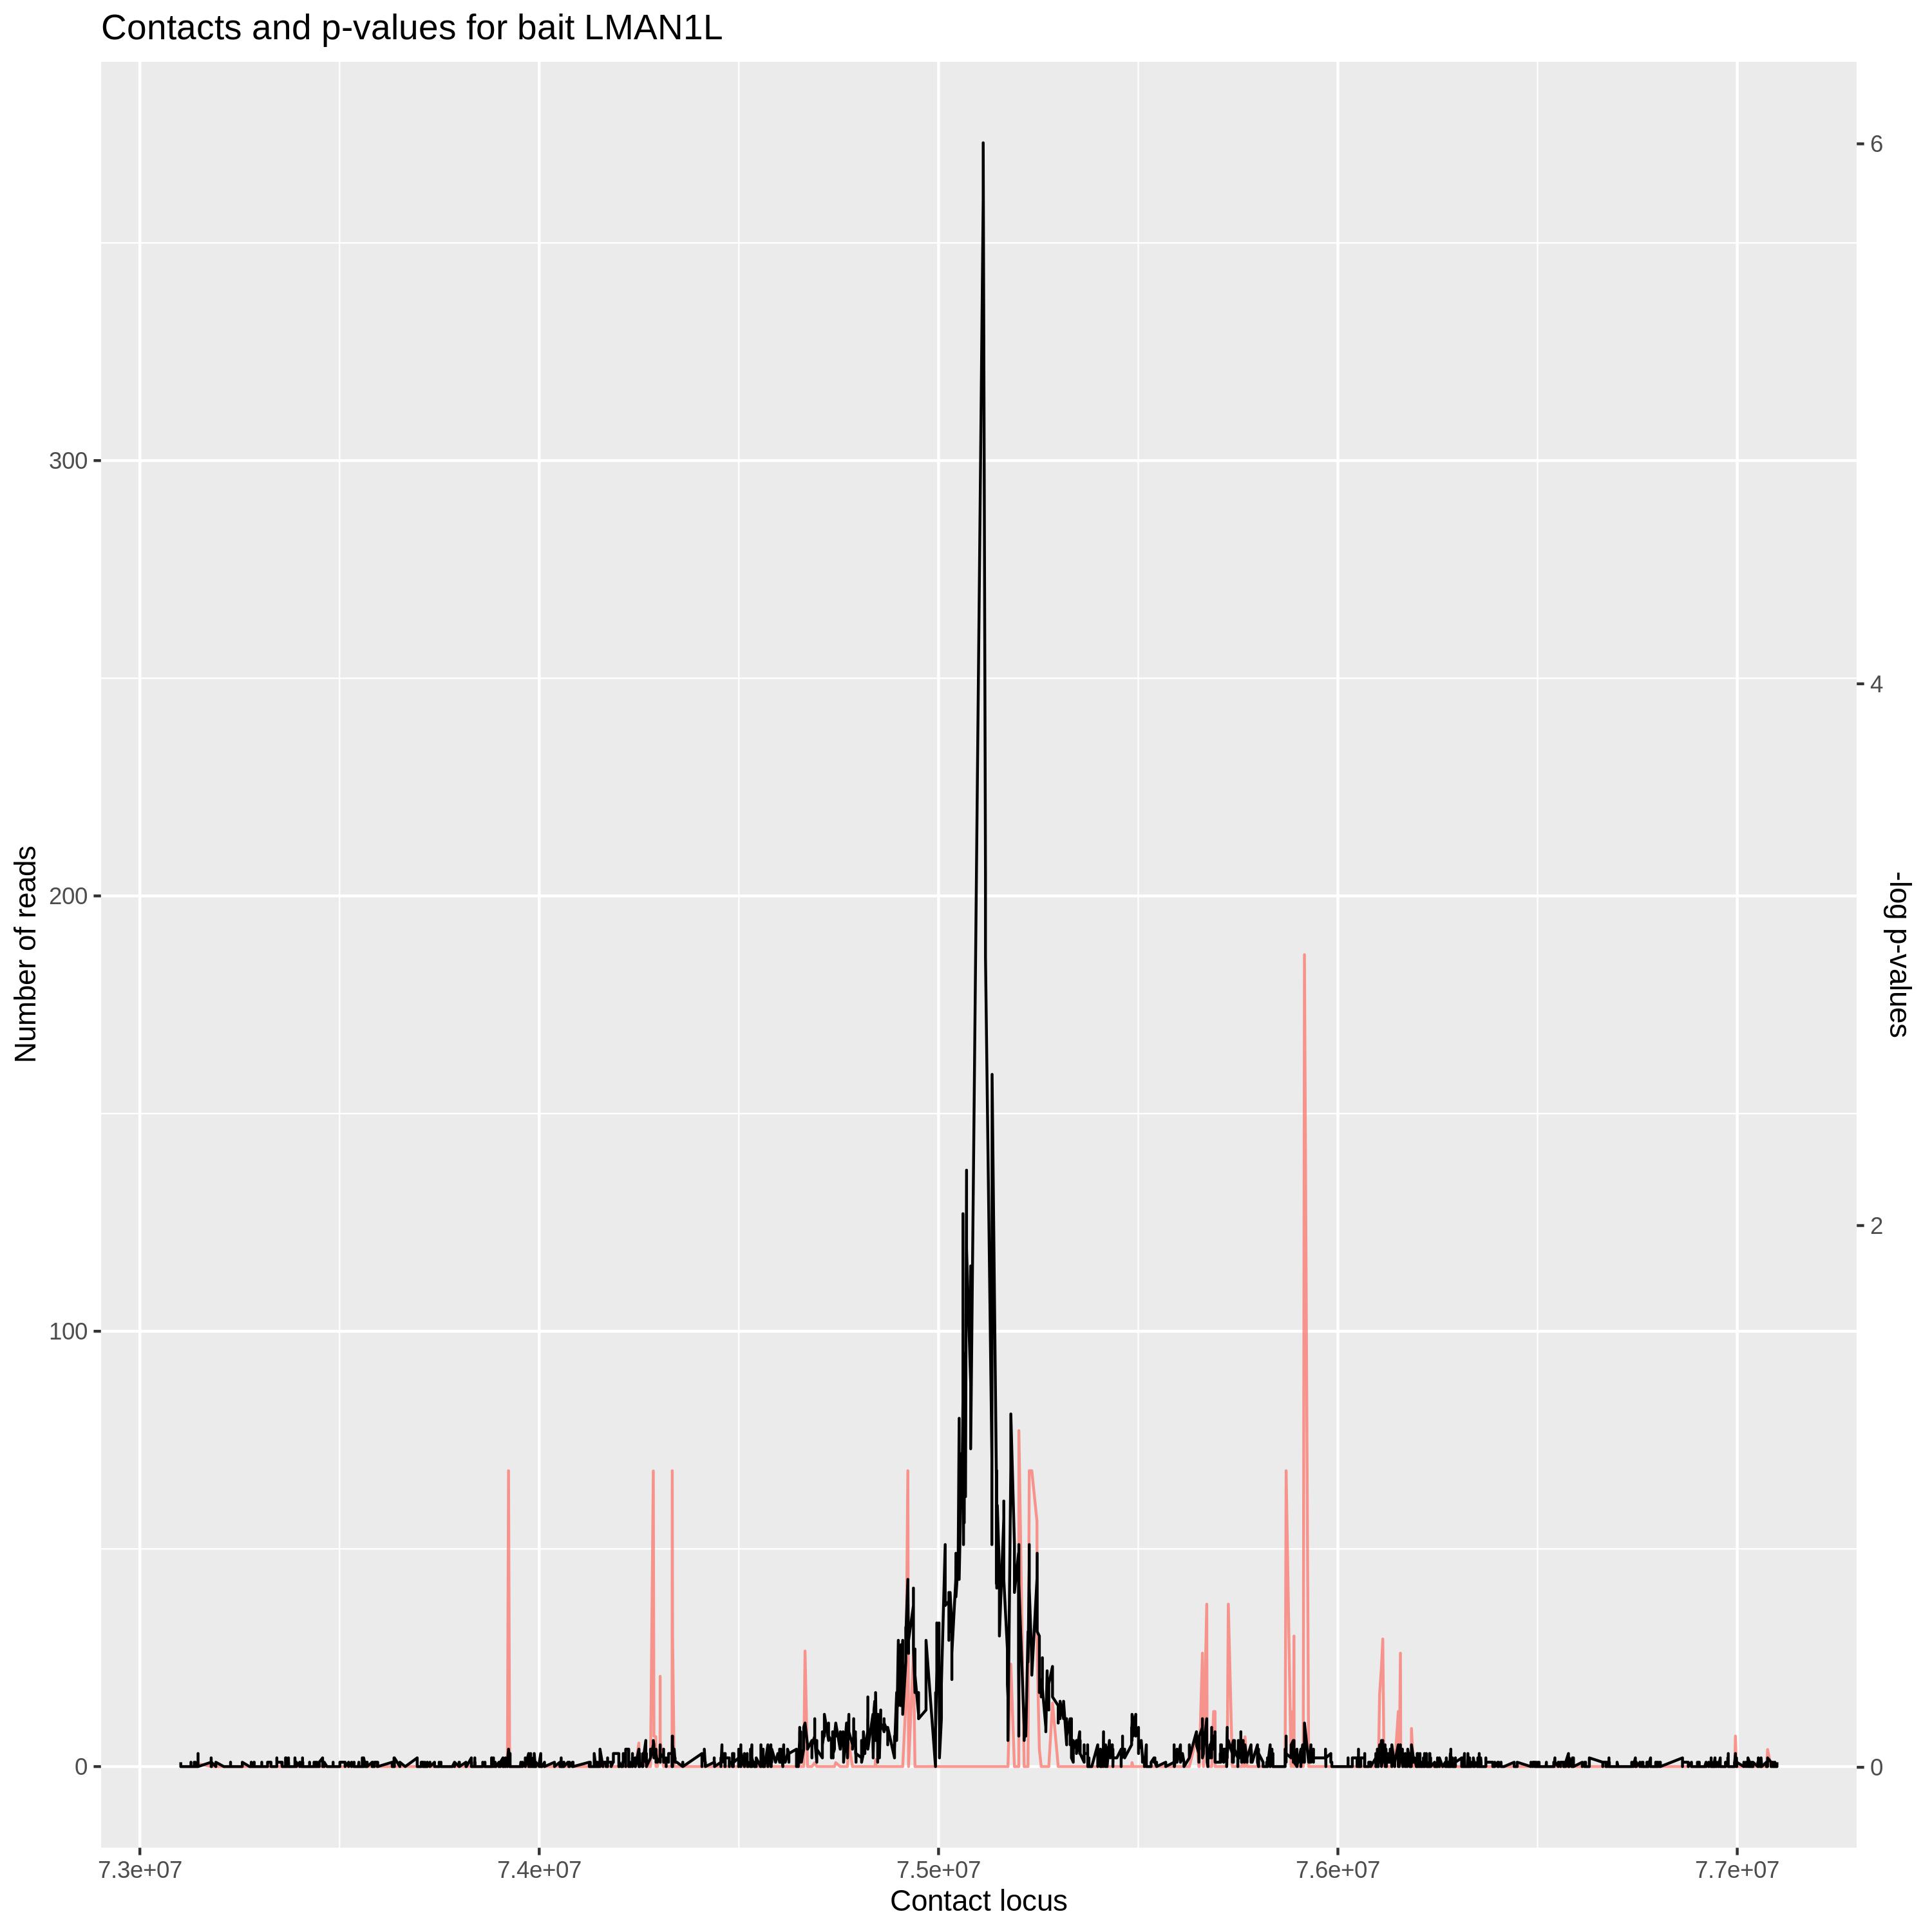 Contacts and p-values for bait LMAN1L
Number of reads
300
200
100
0
6
4
2
0
-log p-values
7.3e+07
7.4e+07
7.5e+07
7.6e+07
7.7e+07
Contact locus